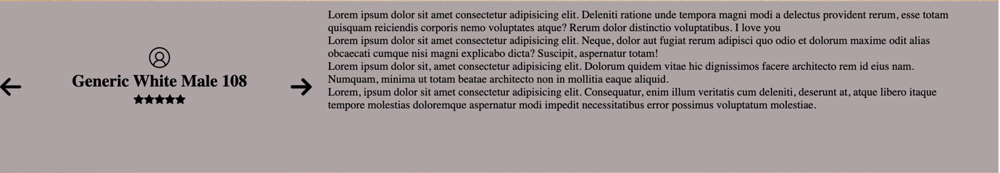 Generic White Male 108
Lorem ipsum dolor sit amet consectetur adipisicing elit. Deleniti ratione unde tempora magni modi a delectus provident rerum, esse totam
quisquam reiciendis corporis nemo voluptates atque? Rerum dolor distinctio voluptatibus. I love you
Lorem ipsum dolor sit amet consectetur adipisicing elit. Neque, dolor aut fugiat rerum adipisci quo odio et dolorum maxime odit alias
obcaecati cumque nisi magni explicabo dicta? Suscipit, aspernatur totam!
Lorem ipsum dolor sit, amet consectetur adipisicing elit. Dolorum quidem vitae hic dignissimos facere architecto rem id eius nam.
Numquam, minima ut totam beatae architecto non in mollitia eaque aliquid.
Lorem, ipsum dolor sit amet consectetur adipisicing elit. Consequatur, enim illum veritatis cum deleniti, deserunt at, atque libero itaque
tempore molestias doloremque aspernatur modi impedit necessitatibus error possimus voluptatum molestiae.